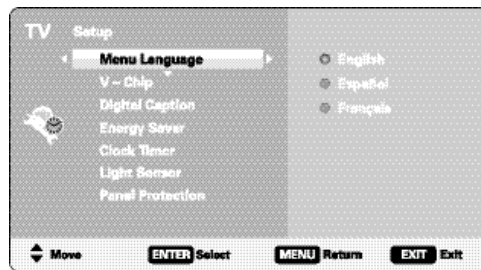 TV Setup
Menu Language
V – Chip
Digital Caption
Energy Saver
Clock Timer
Light Sensor
Panel Protection
English
Español
Français
Move ENTER Select MENU Return EXIT Exit